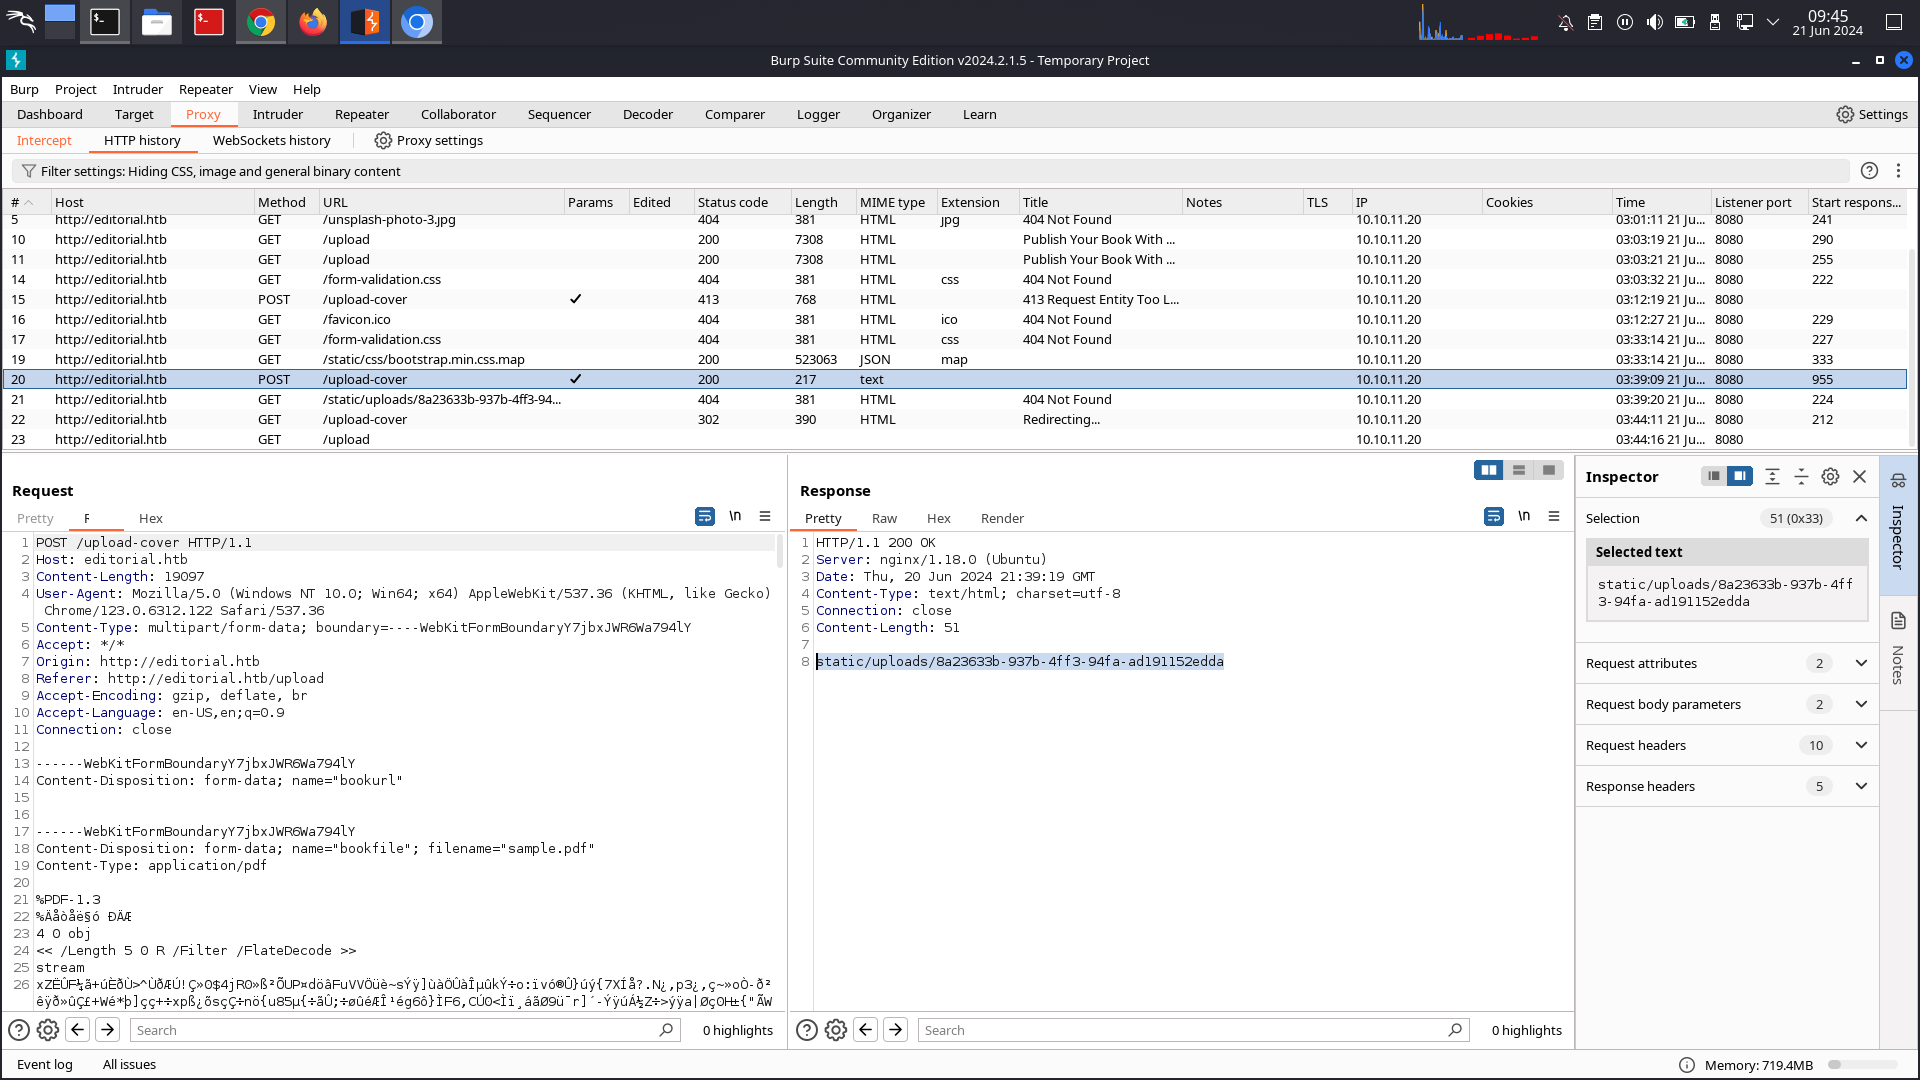 09:45
21 Jun 2024
Burp Suite Community Edition v2024.2.1.5 - Temporary Project
Burp Project Intruder Repeater View Help
Dashboard Target Proxy Intruder Repeater Collaborator Sequencer Decoder Comparer Logger Organizer Learn Settings
Intercept HTTP history WebSockets history Proxy settings
Filter settings: Hiding CSS, image and general binary content
# Host Method URL Params Edited Status code Length MIME type Extension Title Notes TLS IP Cookies Time Listener port Start respons...
5 http://editorial.htb GET /unsplash-photo-3.jpg 404 381 HTML jpg 404 Not Found 10.10.11.20 03:01:11 21 Ju... 8080 241
10 http://editorial.htb GET /upload 200 7308 HTML Publish Your Book With ... 10.10.11.20 03:03:19 21 Ju... 8080 290
11 http://editorial.htb GET /upload 200 7308 HTML Publish Your Book With ... 10.10.11.20 03:03:21 21 Ju... 8080 255
14 http://editorial.htb GET /form-validation.css 404 381 HTML css 404 Not Found 10.10.11.20 03:03:32 21 Ju... 8080 222
15 http://editorial.htb POST /upload-cover ✓ 413 768 HTML 413 Request Entity Too L... 10.10.11.20 03:12:19 21 Ju... 8080
16 http://editorial.htb GET /favicon.ico 404 381 HTML ico 404 Not Found 10.10.11.20 03:12:27 21 Ju... 8080 229
17 http://editorial.htb GET /form-validation.css 404 381 HTML css 404 Not Found 10.10.11.20 03:33:14 21 Ju... 8080 227
19 http://editorial.htb GET /static/css/bootstrap.min.css.map 200 523063 JSON map 10.10.11.20 03:33:14 21 Ju... 8080 333
20 http://editorial.htb POST /upload-cover ✓ 200 217 text 10.10.11.20 03:39:09 21 Ju... 8080 955
21 http://editorial.htb GET /static/uploads/8a23633b-937b-4ff3-94... 404 381 HTML 404 Not Found 10.10.11.20 03:39:20 21 Ju... 8080 224
22 http://editorial.htb GET /upload-cover 302 390 HTML Redirecting... 10.10.11.20 03:44:11 21 Ju... 8080 212
23 http://editorial.htb GET /upload 10.10.11.20 03:44:16 21 Ju... 8080
Request
Pretty Hex
\n
1 POST /upload-cover HTTP/1.1
2 Host: editorial.htb
3 Content-Length: 19097
4 User-Agent: Mozilla/5.0 (Windows NT 10.0; Win64; x64) AppleWebKit/537.36 (KHTML, like Gecko)
Chrome/123.0.6312.122 Safari/537.36
5 Content-Type: multipart/form-data; boundary=----WebKitFormBoundaryY7jbxJWR6Wa794lY
6 Accept: */*
7 Origin: http://editorial.htb
8 Referer: http://editorial.htb/upload
9 Accept-Encoding: gzip, deflate, br
10 Accept-Language: en-US,en;q=0.9
11 Connection: close
12
13 ------WebKitFormBoundaryY7jbxJWR6Wa794lY
14 Content-Disposition: form-data; name="bookurl"
15
16
17 ------WebKitFormBoundaryY7jbxJWR6Wa794lY
18 Content-Disposition: form-data; name="bookfile"; filename="sample.pdf"
19 Content-Type: application/pdf
20
21 %PDF-1.3
22 %Äåòåë§ó ÐÄÆ
23 4 0 obj
24 << /Length 5 0 R /Filter /FlateDecode >>
25 stream
26
Search
0 highlights
Response
Pretty Raw Hex Render
\n
1 HTTP/1.1 200 OK
2 Server: nginx/1.18.0 (Ubuntu)
3 Date: Thu, 20 Jun 2024 21:39:19 GMT
4 Content-Type: text/html; charset=utf-8
5 Connection: close
6 Content-Length: 51
7
8 static/uploads/8a23633b-937b-4ff3-94fa-ad191152edda
Search
0 highlights
Inspector
Selection 51 (0x33)
Selected text
static/uploads/8a23633b-937b-4ff
3-94fa-ad191152edda
Request attributes 2
Request body parameters 2
Request headers 10
Response headers 5
Inspector
Notes
Event log All issues
Memory: 719.4MB